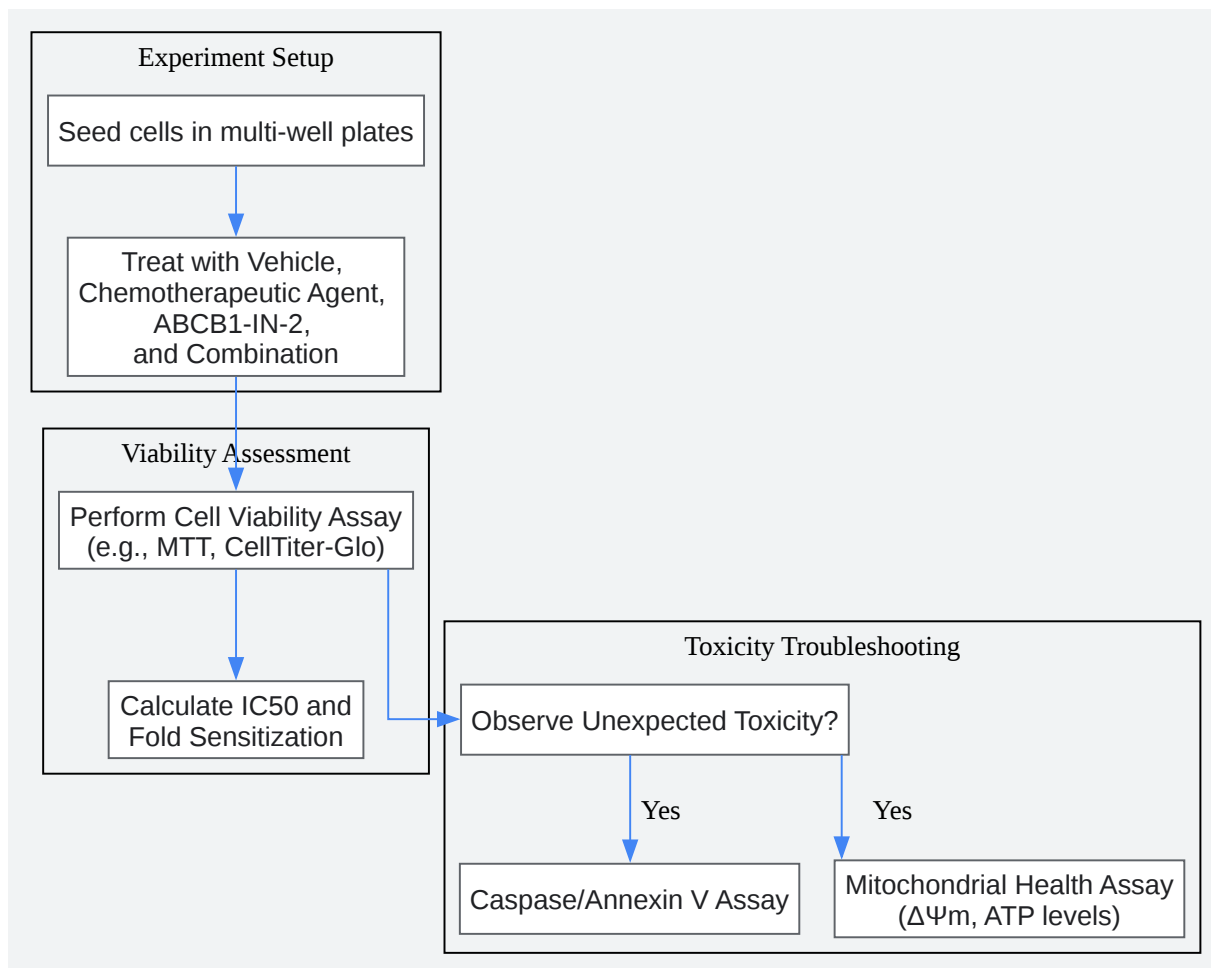 Experiment Setup
Seed cells in multi-well plates
Treat with Vehicle,
Chemotherapeutic Agent,
ABCB1-IN-2,
and Combination
Viability Assessment
Perform Cell Viability Assay
(e.g., MTT, CellTiter-Glo)
Calculate IC50 and
Fold Sensitization
Toxicity Troubleshooting
Observe Unexpected Toxicity?
Yes
Yes
Caspase/Annexin V Assay
Mitochondrial Health Assay
(ΔΨm, ATP levels)